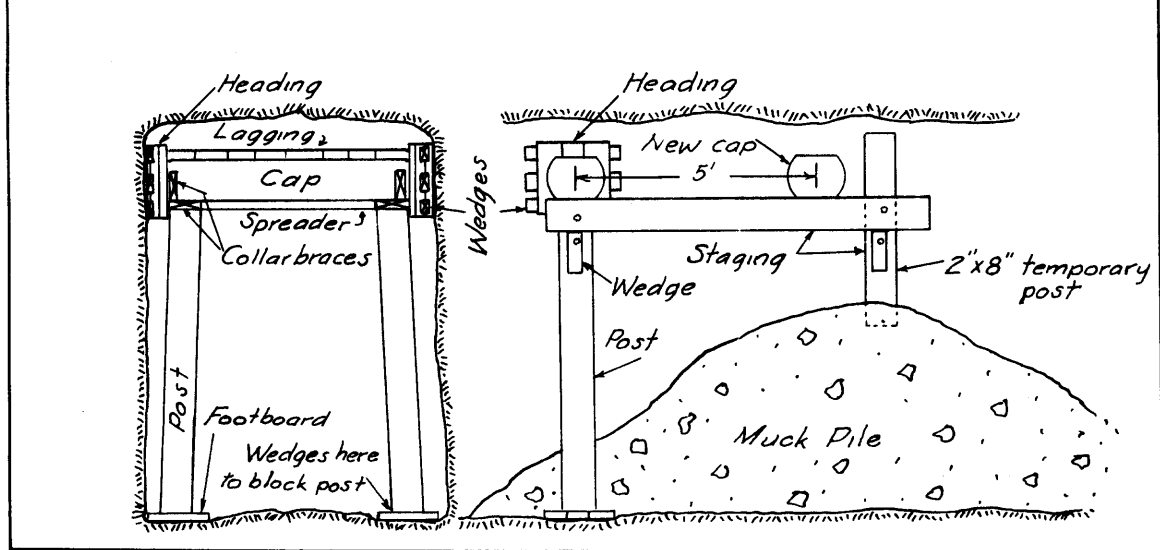 Heading
Lagging
Cap
Spreader
Collarbraces
Wedges
Post
Footboard
Wedges here
to block post
Heading
New cap
5'
Staging
2"x8" temporary
post
Wedge
Post
Muck Pile